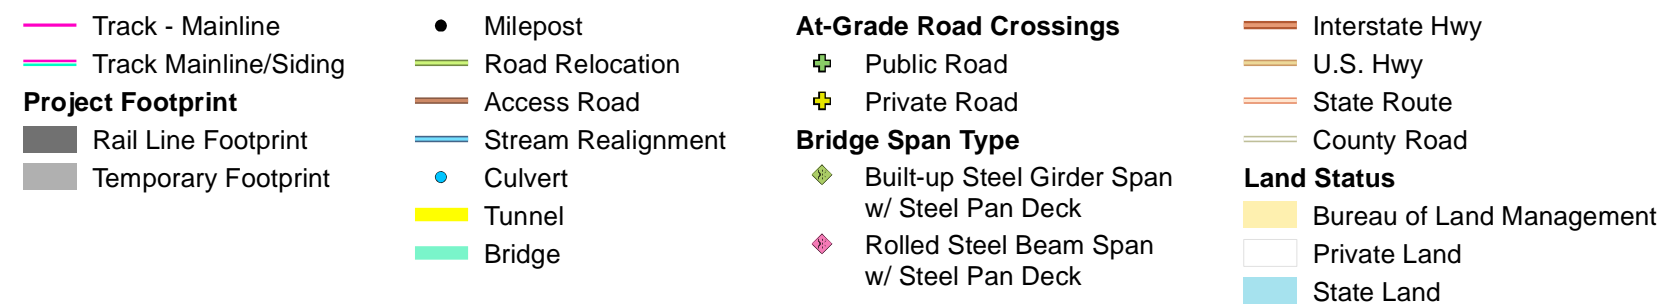 Track - Mainline
Track Mainline/Siding
Project Footprint
Rail Line Footprint
Temporary Footprint
Milepost
Road Relocation
Access Road
Stream Realignment
Culvert
Tunnel
Bridge
At-Grade Road Crossings
Public Road
Private Road
Bridge Span Type
Built-up Steel Girder Span
w/ Steel Pan Deck
Rolled Steel Beam Span
w/ Steel Pan Deck
Interstate Hwy
U.S. Hwy
State Route
County Road
Land Status
Bureau of Land Management
Private Land
State Land